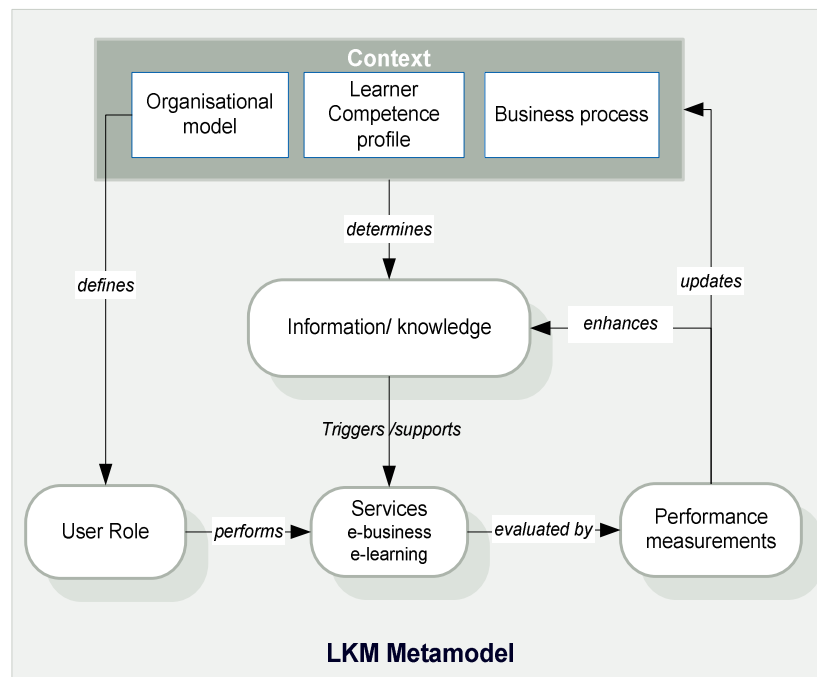 Context
Organisational
model
Learner
Competence
profile
Business process
determines
defines
updates
Information/ knowledge
enhances
Triggers /supports
User Role
performs
Services
e-business
e-learning
evaluated by
Performance
measurements
LKM Metamodel